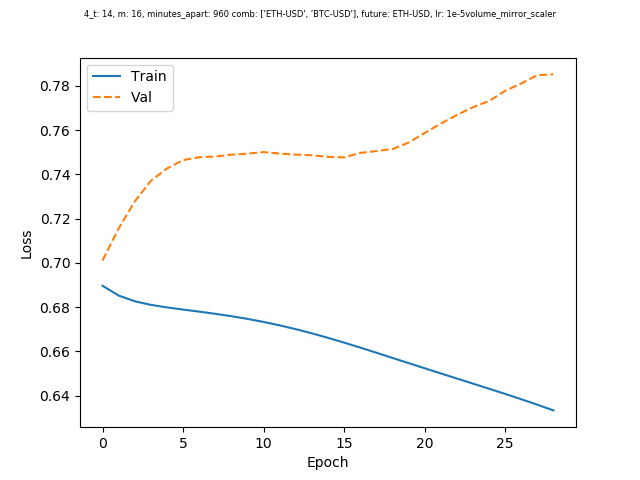 4_t: 14, m: 16, minutes_apart: 960 comb: ['ETH-USD', 'BTC-USD'], future: ETH-USD, lr: 1e-5volume_mirror_scaler
Train
Val
0.78
0.76
0.74
0.72
0.70
0.68
0.66
0.64
Loss
0 5 10 15 20 25
Epoch